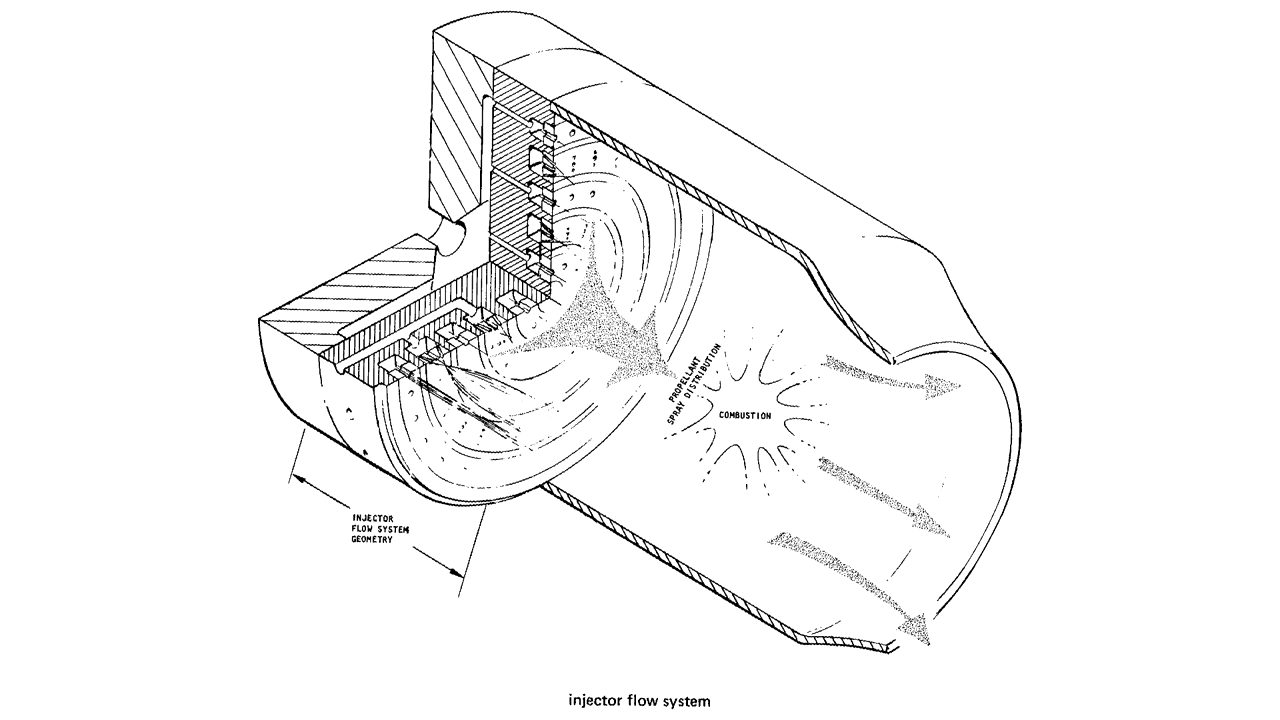 PROPELLANT
SPRAY DISTRIBUTION
COMBUSTION
INJECTOR
FLOW SYSTEM
GEOMETRY
injector flow system